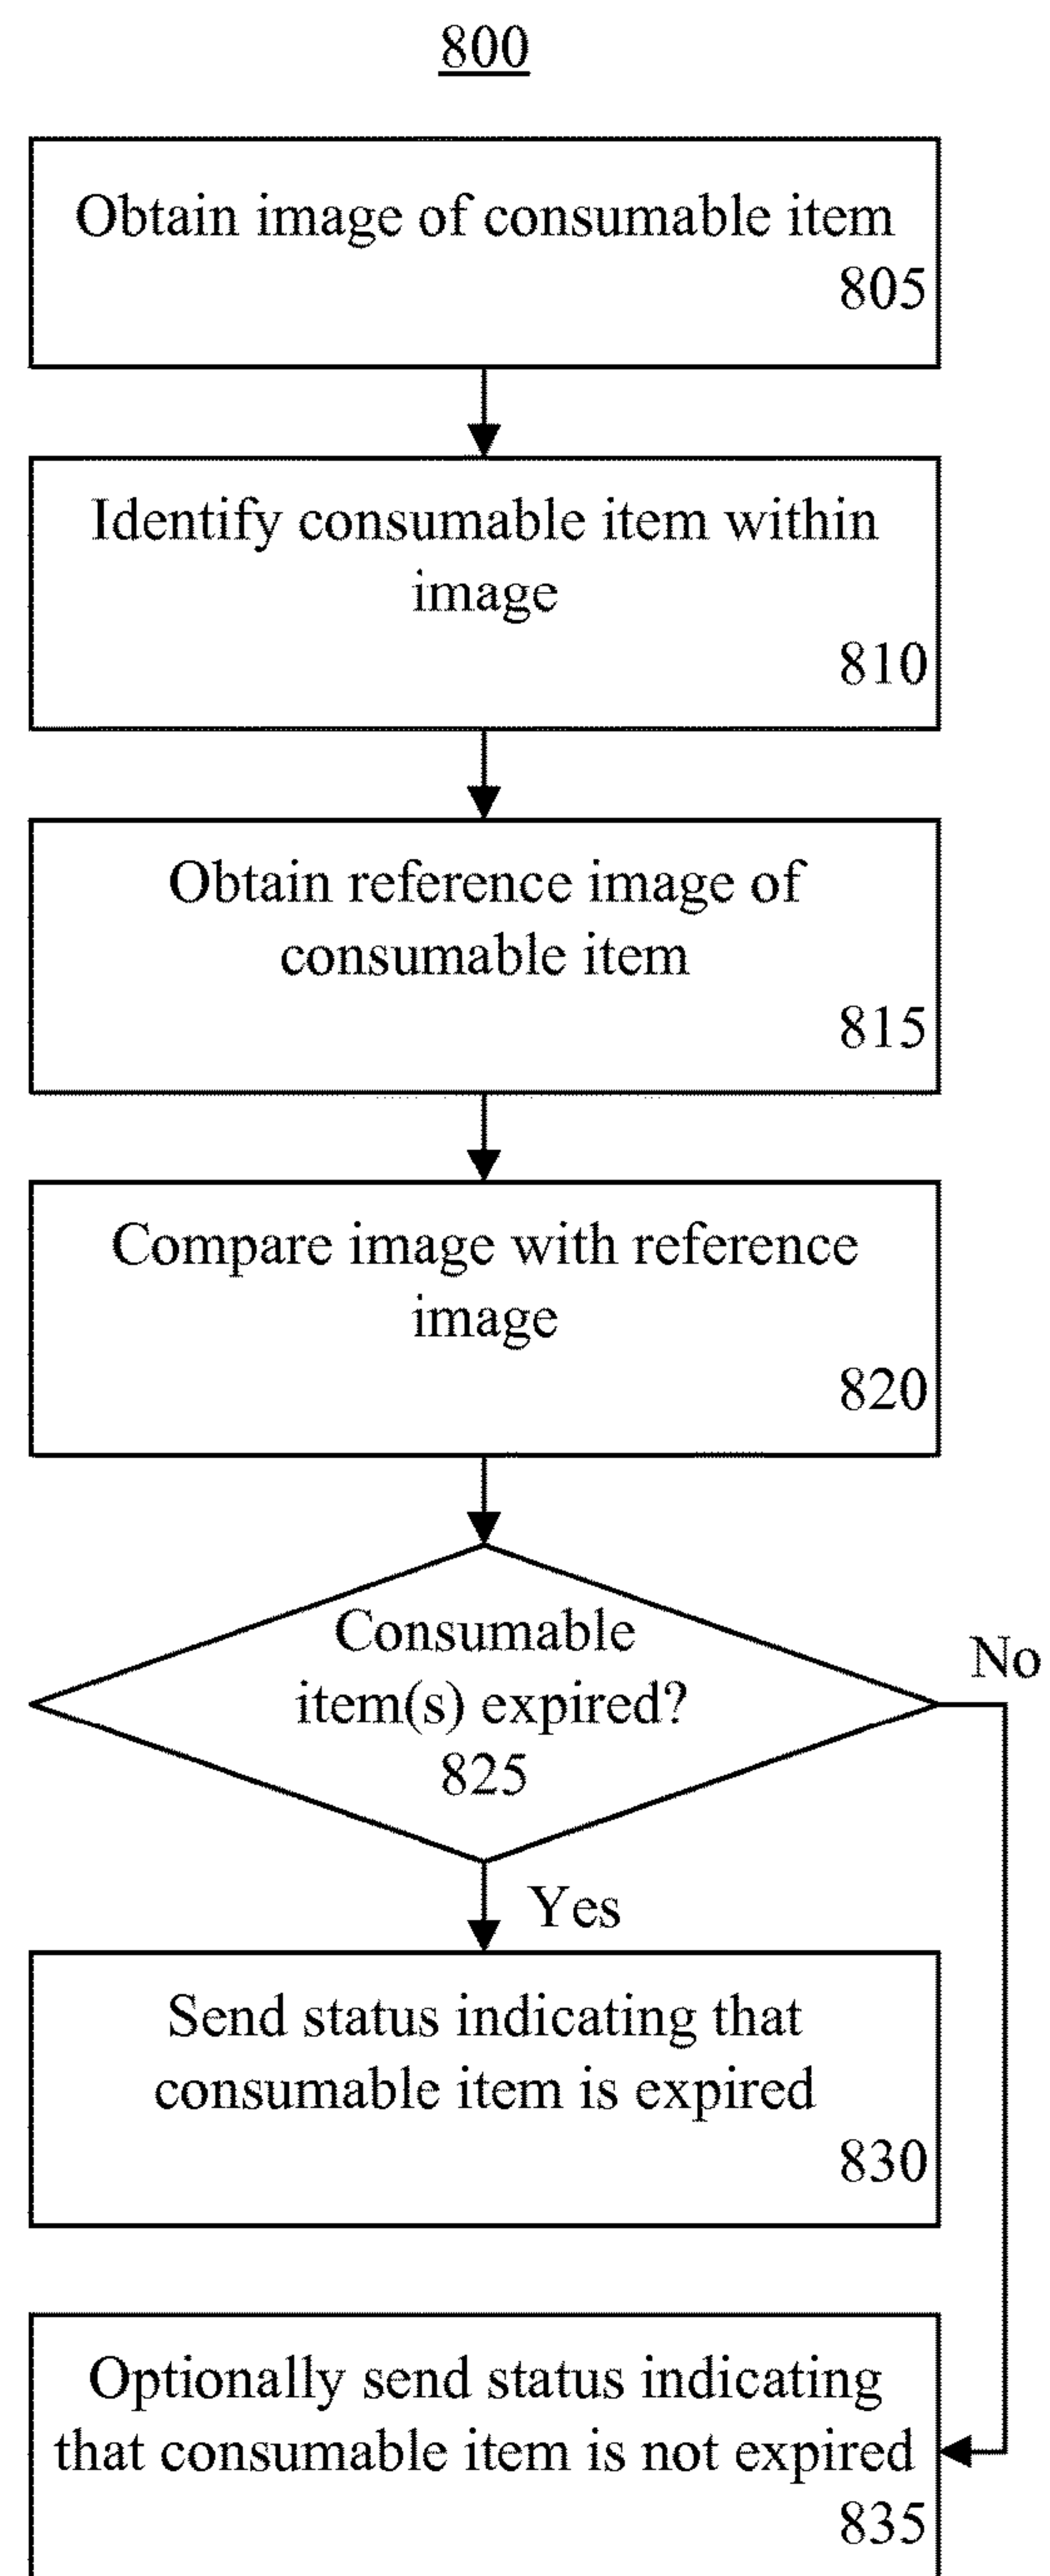 800
Obtain image of consumable item
805
Identify consumable item within
image
810
Obtain reference image of
consumable item
815
Compare image with reference
image
820
Consumable
item(s) expired?
825
No
Yes
Send status indicating that
consumable item is expired
830
Optionally send status indicating
that consumable item is not expired
835